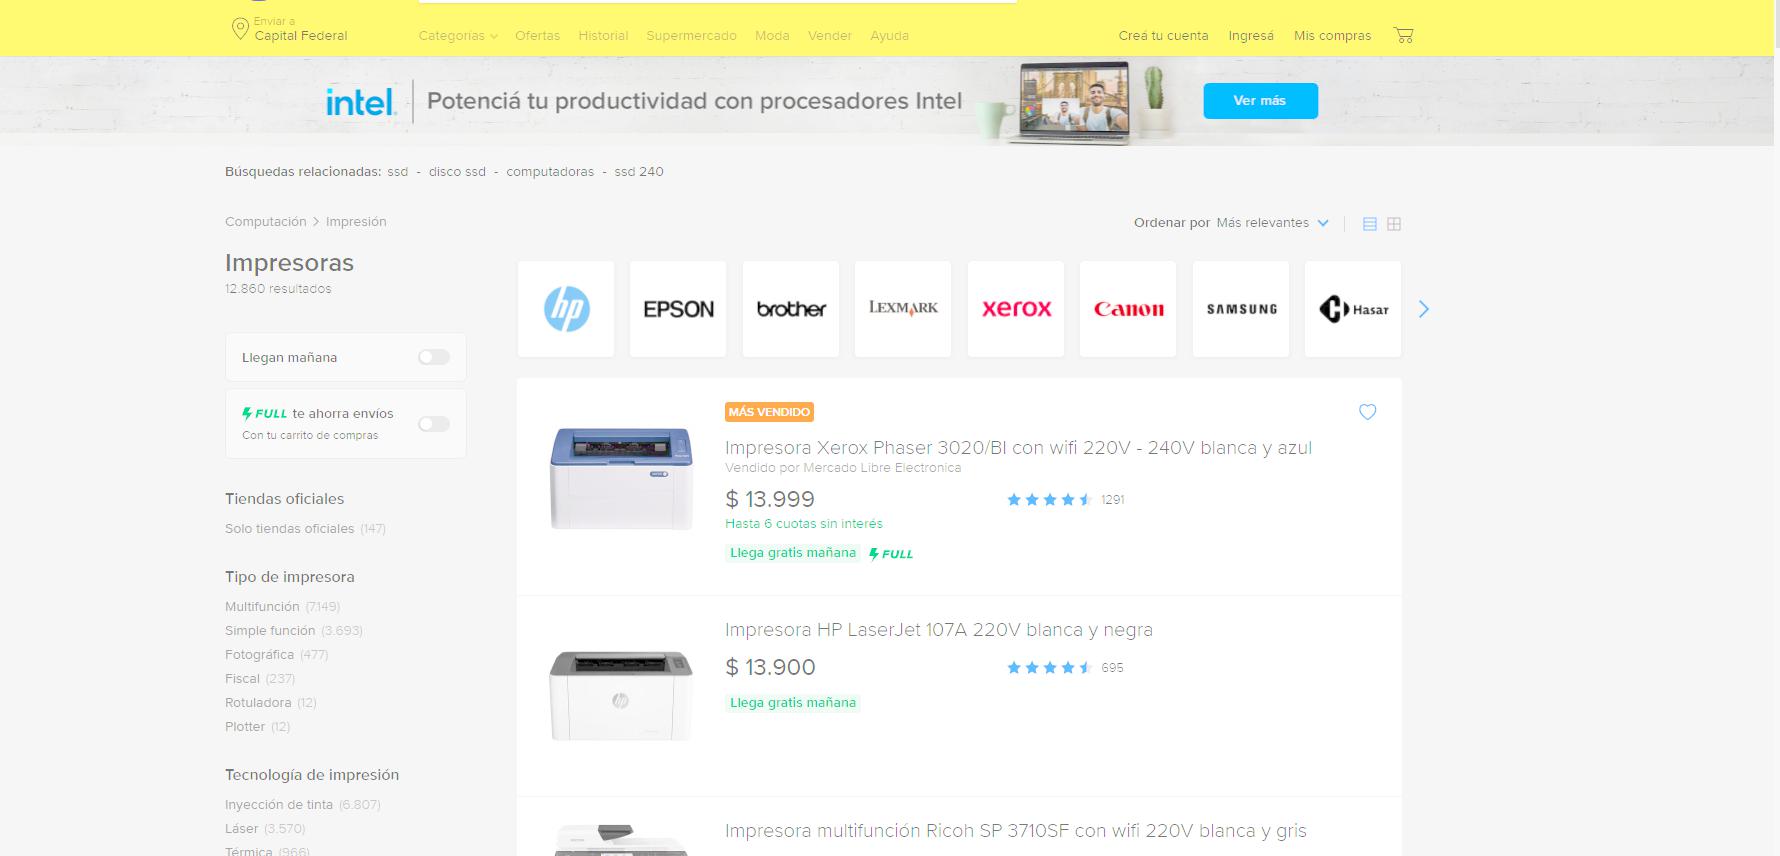 Enviar a
Capital Federal
Categorías
Ofertas
Historial
Supermercado
Moda
Vender
Ayuda
Creá tu cuenta
Ingresá
Mis compras
intel.
Potenciá tu productividad con procesadores Intel
Ver más
Búsquedas relacionadas: ssd - disco ssd - computadoras - ssd 240
Computación > Impresión
Ordenar por Más relevantes
Impresoras
12.860 resultados
hp
EPSON
brother
LEXMARK
xerox
Canon
SAMSUNG
Hasar
Llegan mañana
FULL te ahorra envíos
Con tu carrito de compras
Tiendas oficiales
Solo tiendas oficiales (147)
Tipo de impresora
Multifunción (7.149)
Simple función (3.693)
Fotográfica (477)
Fiscal (237)
Rotuladora (12)
Plotter (12)
Tecnología de impresión
Inyección de tinta (6.807)
Láser (3.570)
Térmica (966)
MÁS VENDIDO
Impresora Xerox Phaser 3020/BI con wifi 220V - 240V blanca y azul
Vendido por Mercado Libre Electronica
$ 13.999
1291
Hasta 6 cuotas sin interés
Llega gratis mañana FULL
Impresora HP LaserJet 107A 220V blanca y negra
$ 13.900
695
Llega gratis mañana
Impresora multifunción Ricoh SP 3710SF con wifi 220V blanca y gris